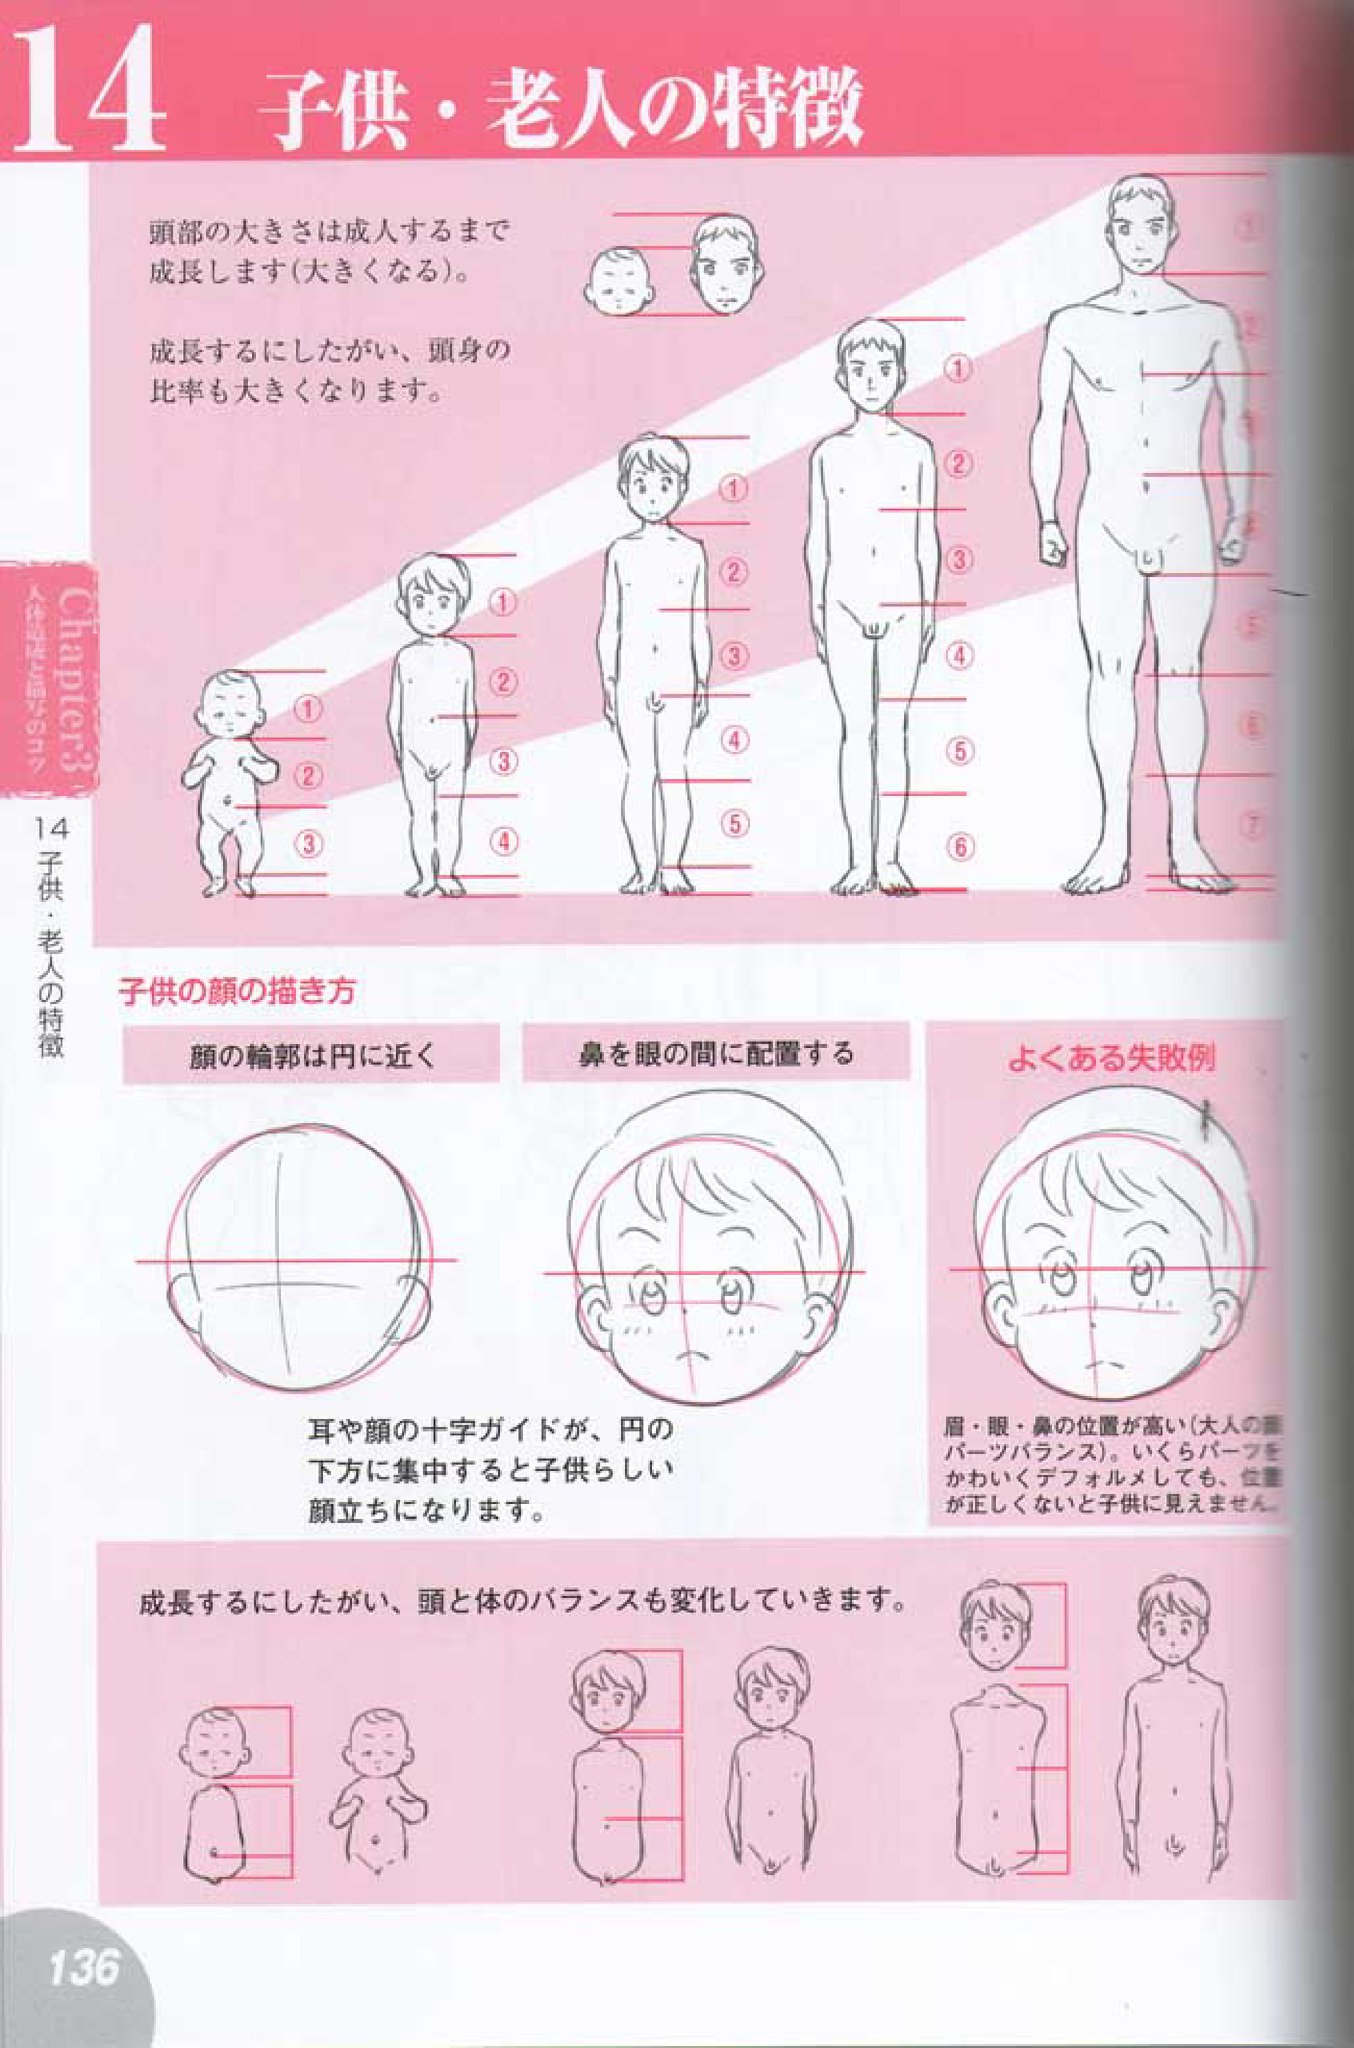 14
子供・老人の特徴
頭部の大きさは成人するまで
成長します(大きくなる)。
成長するにしたがい、頭身の
比率も大きくなります。
①
②
③
①
②
③
④
①
②
③
④
⑤
①
②
③
④
⑤
⑥
①
②
③
④
⑤
⑥
⑦
Chapter3
人体構造と描写のコツ
14 子供・老人の特徴
子供の顔の描き方
顔の輪郭は円に近く
鼻を眼の間に配置する
よくある失敗例
耳や顔の十字ガイドが、円の
下方に集中すると子供らしい
顔立ちになります。
眉・眼・鼻の位置が高い(大人の顔
パーツバランス)。いくらパーツを
かわいくデフォルメしても、位置
が正しくないと子供に見えません。
成長するにしたがい、頭と体のバランスも変化していきます。
136